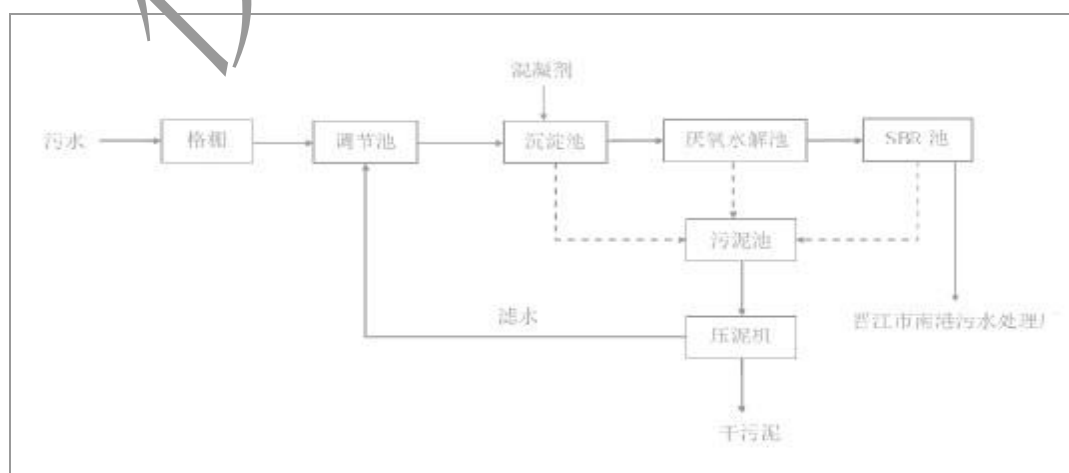 混凝剂
污水
格栅
调节池
沉淀池
厌氧水解池
SBR 池
污泥池
滤水
压泥机
晋江市南港污水处理厂
干污泥